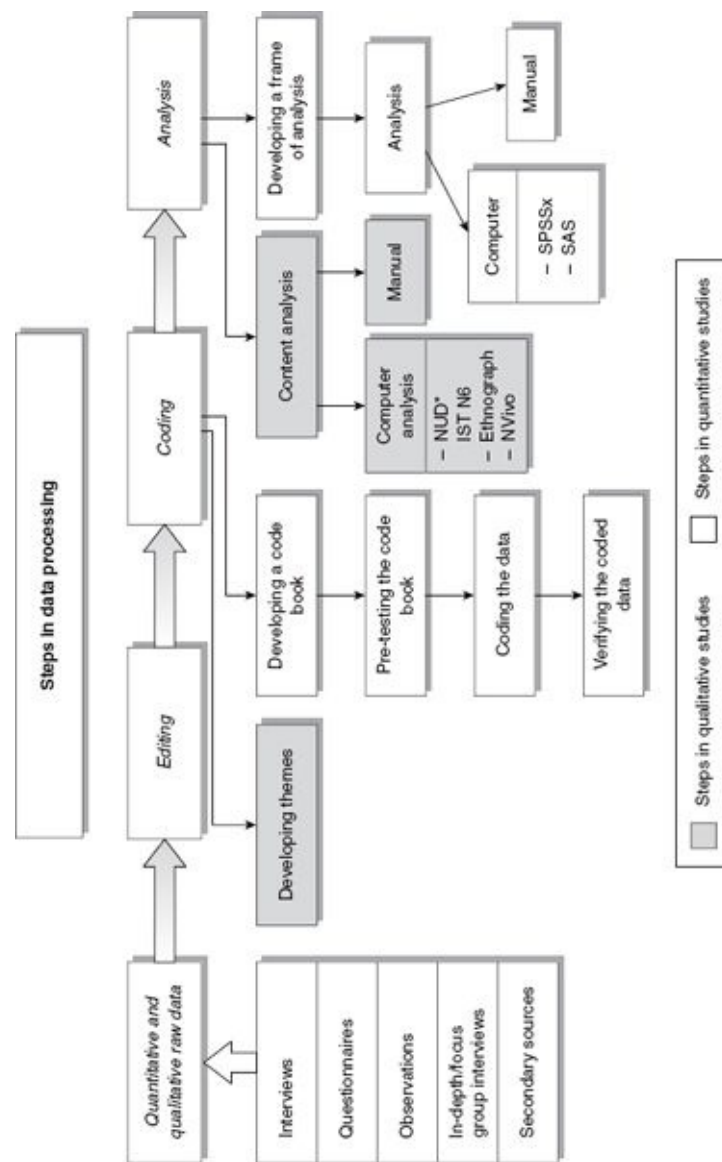 Steps in data processing
Quantitative and
qualitative raw data
Editing
Coding
Analysis
Interviews
Questionnaires
Observations
In-depth/focus
group interviews
Secondary sources
Developing themes
Developing a code
book
Pre-testing the code
book
Coding the data
Verifying the coded
data
Content analysis
Computer
analysis
– NUD*
IST N6
– Ethnograph
– NVivo
Manual
Developing a frame
of analysis
Analysis
Computer
– SPSSx
– SAS
Manual
Steps in qualitative studies
Steps in quantitative studies